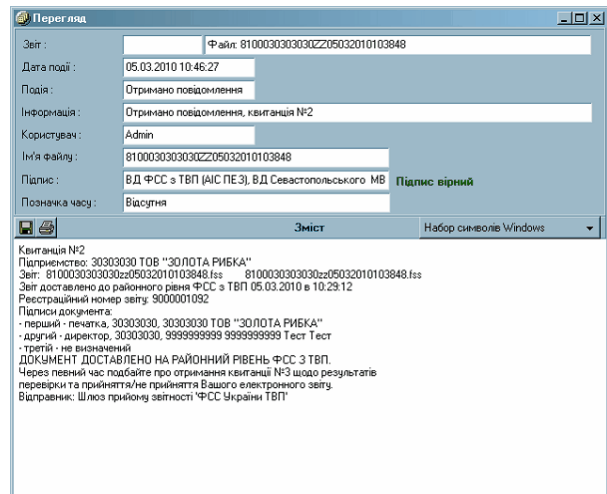 Перегляд
Звіт :
Файл: 8100030303030ZZ05032010103848
Дата події :
05.03.2010 10:46:27
Подія :
Отримано повідомлення
Інформація :
Отримано повідомлення, квитанція №2
Користувач :
Admin
Ім'я файлу :
8100030303030ZZ05032010103848
Підпис :
ВД ФСС з ТВП (АІС ПЕЗ), ВД Севастопольського МВ
Підпис вірний
Позначка часу :
Відсутня
Зміст
Набор символів Windows
Квитанція №2
Підприємство: 30303030 ТОВ "ЗОЛОТА РИБКА"
Звіт: 8100030303030zz05032010103848.fss 8100030303030zz05032010103848.fss
Звіт доставлено до районного рівня ФСС з ТВП 05.03.2010 в 10:29:12
Реєстраційний номер звіту: 9000001092
Підписи документа:
- перший - печатка, 30303030, 30303030 ТОВ "ЗОЛОТА РИБКА"
- другий - директор, 30303030, 9999999999 9999999999 Тест Тест
- третій - не визначений
ДОКУМЕНТ ДОСТАВЛЕНО НА РАЙОННИЙ РІВЕНЬ ФСС З ТВП.
Через певний час подбайте про отримання квитанції №3 щодо результатів
перевірки та прийняття/не прийняття Вашого електронного звіту.
Відправник: Шлюз прийому звітності 'ФСС України ТВП'